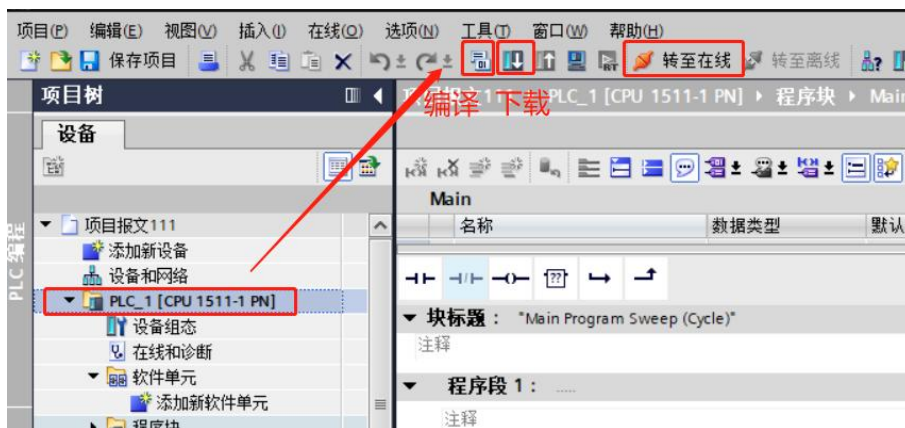 项目(P) 编辑(E) 视图(V) 插入(I) 在线(O) 选项(N) 工具(T) 窗口(W) 帮助(H)
保存项目 转至在线 转至离线
编译 下载
项目树
PLC_1 [CPU 1511-1 PN] 程序块
设备
PLC 编程
Main
名称 数据类型
项目报文111
添加新设备
设备和网络
PLC_1 [CPU 1511-1 PN]
设备组态
在线和诊断
软件单元
添加新软件单元
程序块
块标题： "Main Program Sweep (Cycle)"
注释
程序段 1： .....
注释